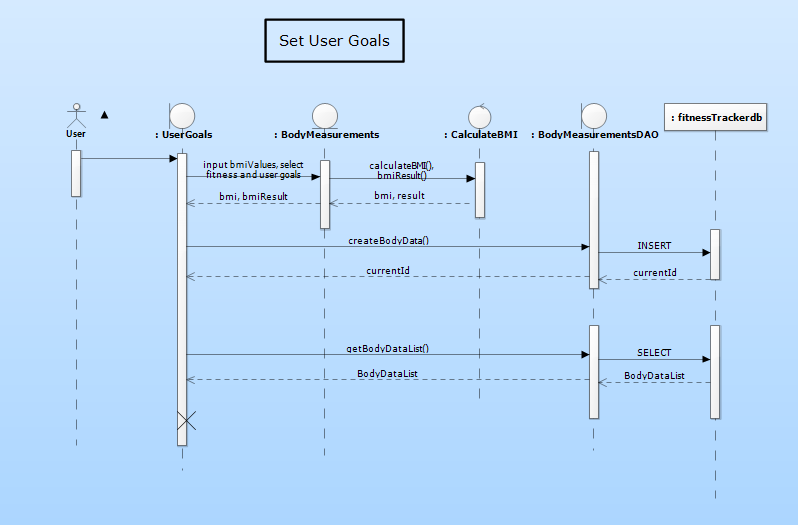 Set User Goals
User
: UserGoals
: BodyMeasurements
: CalculateBMI
: BodyMeasurementsDAO
: fitnessTrackerdb
input bmiValues, select
fitness and user goals
calculateBMI(),
bmiResult()
bmi, bmiResult
bmi, result
createBodyData()
INSERT
currentId
currentId
getBodyDataList()
SELECT
BodyDataList
BodyDataList